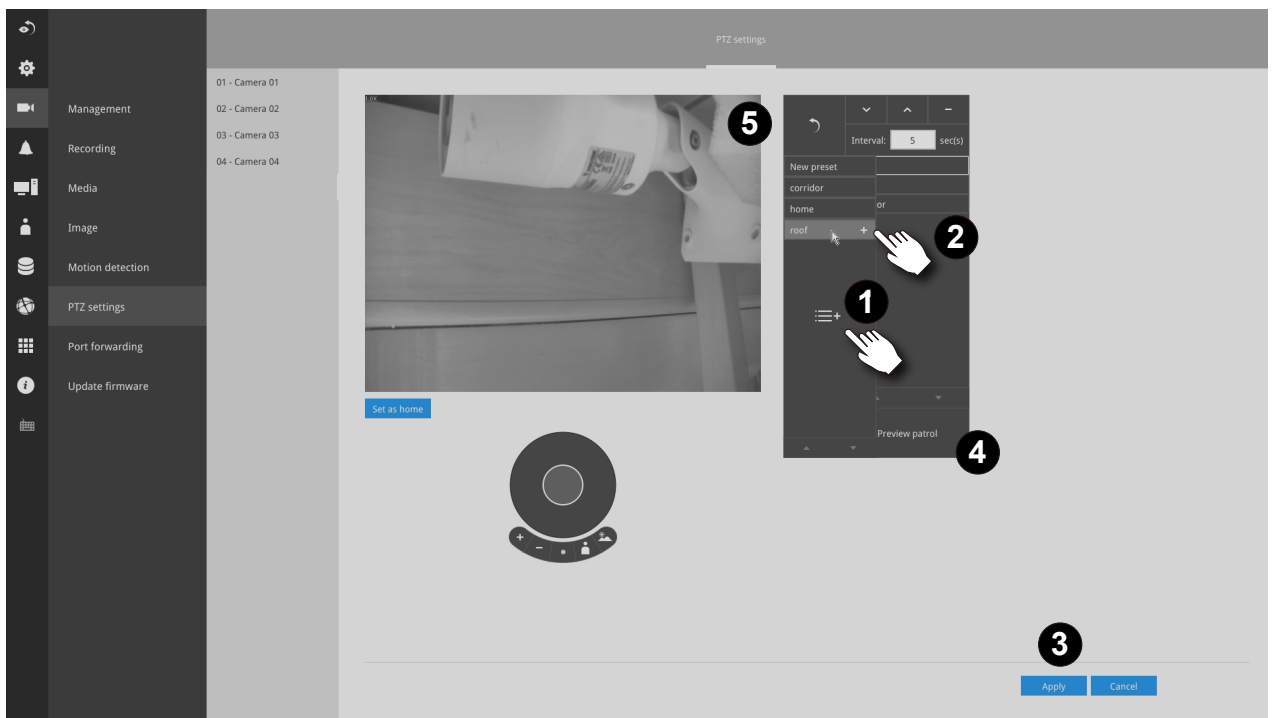 PTZ settings
Management
Recording
Media
Image
Motion detection
PTZ settings
Port forwarding
Update firmware
01 - Camera 01
02 - Camera 02
03 - Camera 03
04 - Camera 04
5
Set as home
Interval: 5 sec(s)
New preset
corridor
home
or
roof +
2
1
Preview patrol
4
3
Apply Cancel